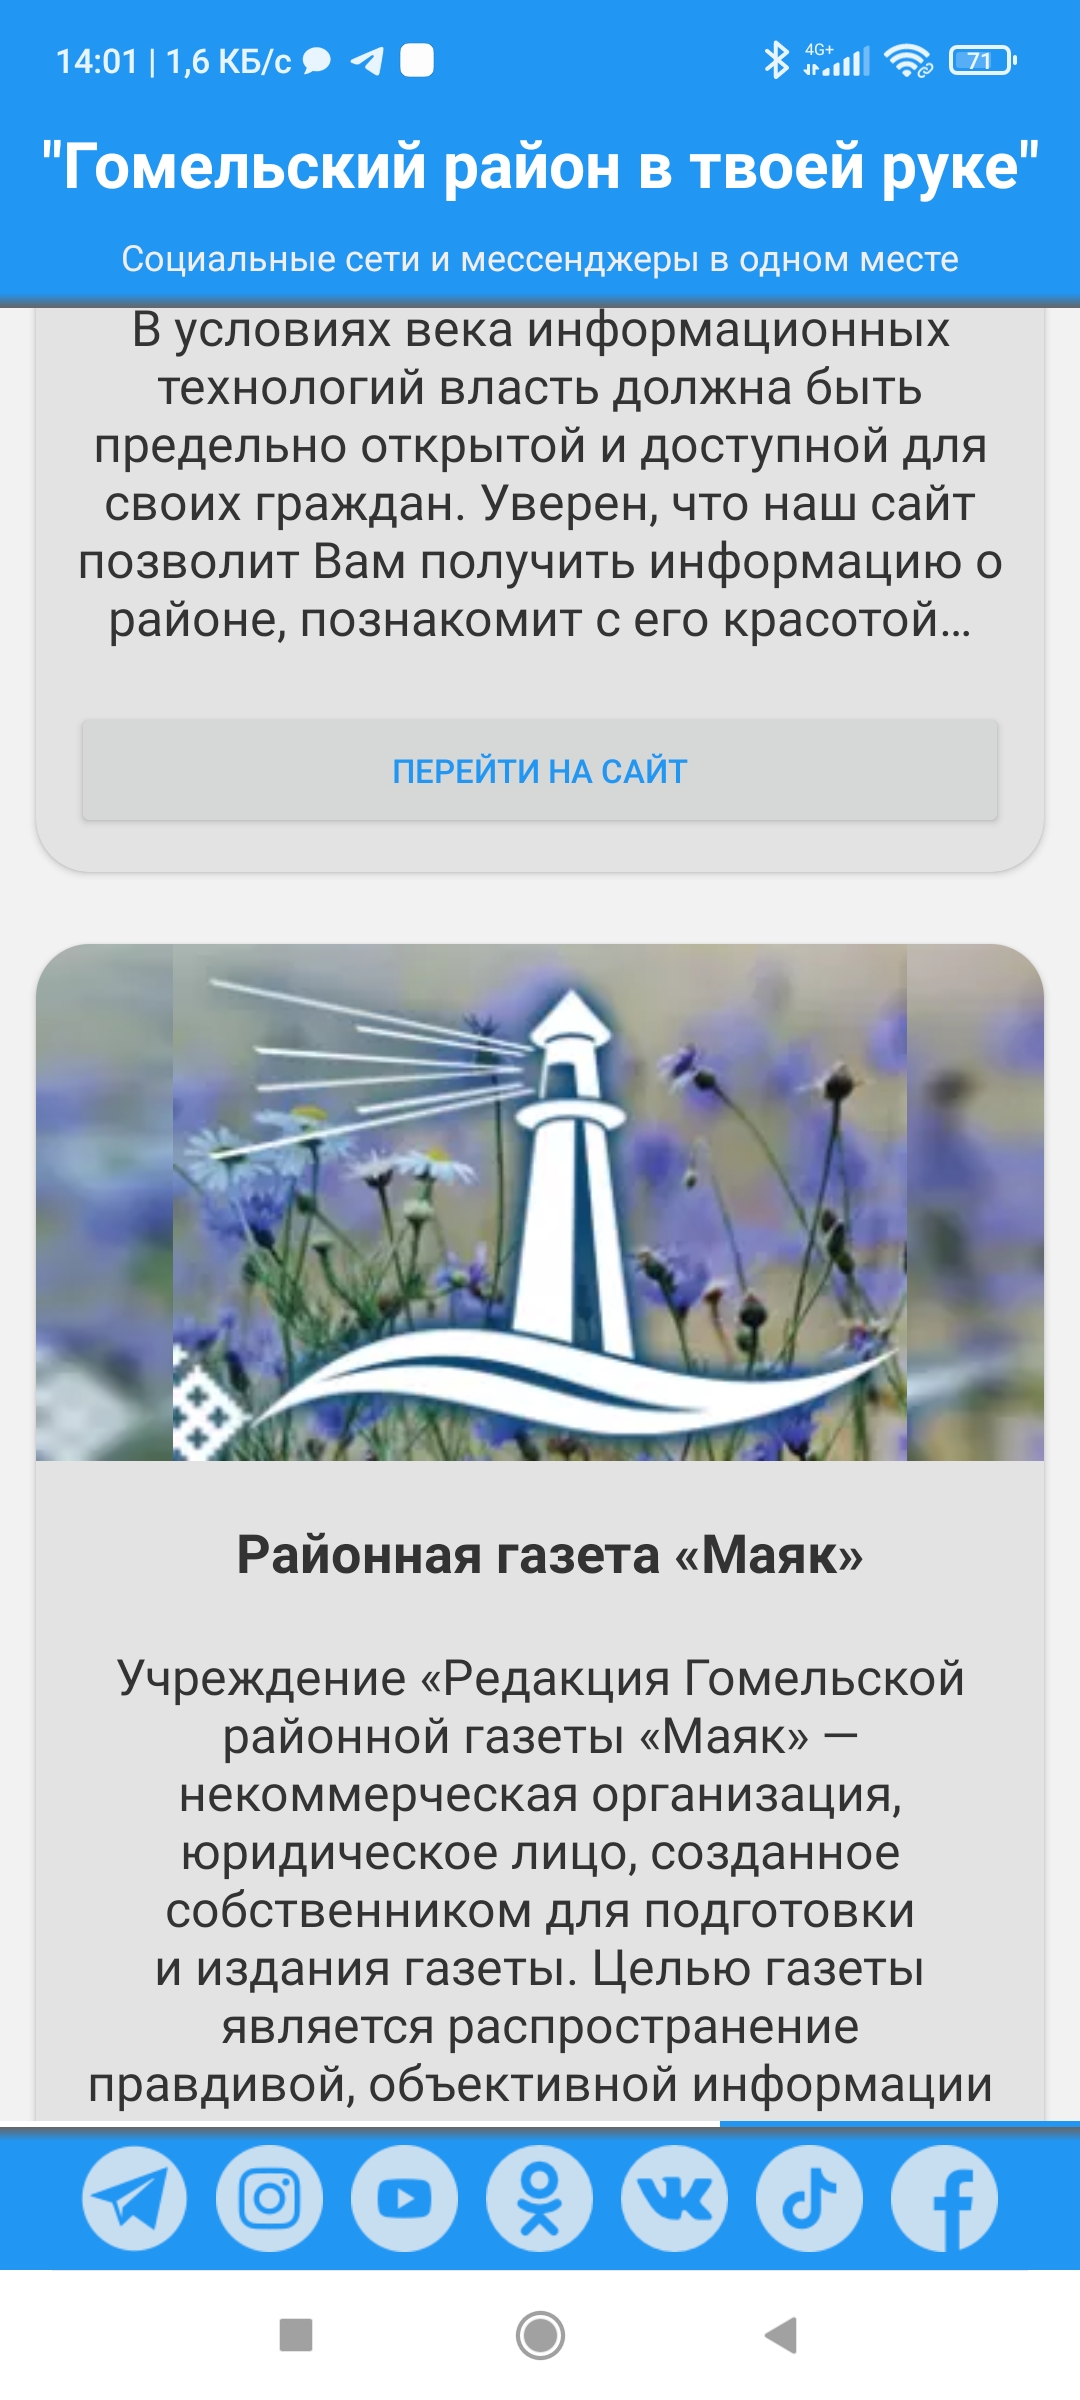 14:01 | 1,6 КБ/с
4G+
71
"Гомельский район в твоей руке"
Социальные сети и мессенджеры в одном месте
В условиях века информационных
технологий власть должна быть
предельно открытой и доступной для
своих граждан. Уверен, что наш сайт
позволит Вам получить информацию о
районе, познакомит с его красотой...
ПЕРЕЙТИ НА САЙТ
Районная газета «Маяк»
Учреждение «Редакция Гомельской
районной газеты «Маяк» —
некоммерческая организация,
юридическое лицо, созданное
собственником для подготовки
и издания газеты. Целью газеты
является распространение
правдивой, объективной информации